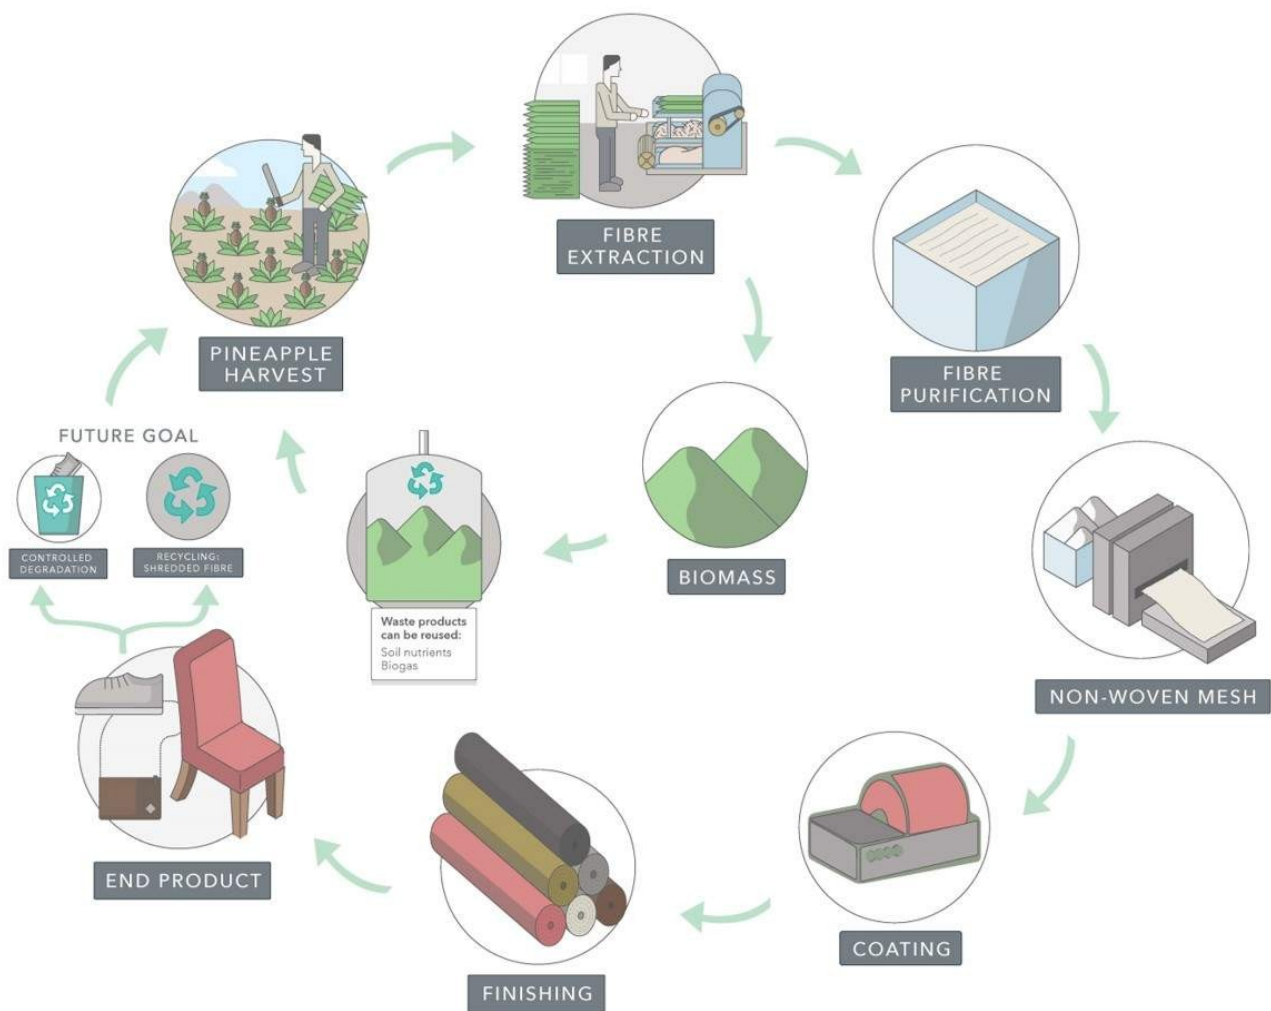 FIBRE
EXTRACTION
PINEAPPLE
HARVEST
FIBRE
PURIFICATION
FUTURE GOAL
CONTROLLED
DEGRADATION
RECYCLING:
SHREDDED FIBRE
BIOMASS
Waste products
can be reused:
Soil nutrients
Biogas
NON-WOVEN MESH
END PRODUCT
COATING
FINISHING